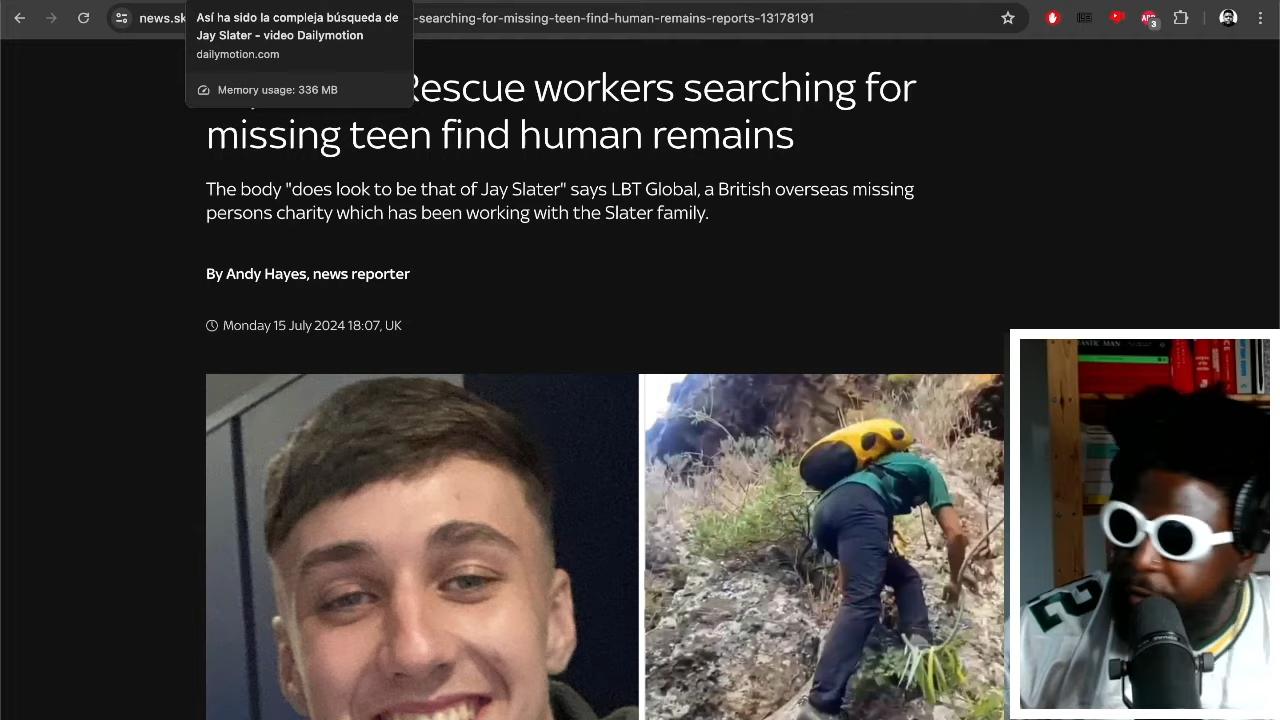 news.sk
-searching-for-missing-teen-find-human-remains-reports-13178191
3
Así ha sido la compleja búsqueda de
Jay Slater - video Dailymotion
dailymotion.com
Memory usage: 336 MB
Rescue workers searching for
missing teen find human remains
The body "does look to be that of Jay Slater" says LBT Global, a British overseas missing
persons charity which has been working with the Slater family.
By Andy Hayes, news reporter
Monday 15 July 2024 18:07, UK
2